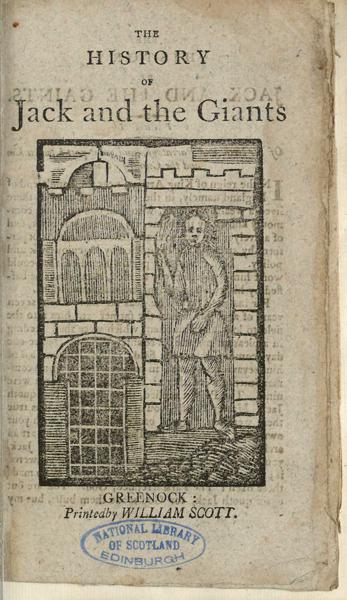 THE
HISTORY
OF
Jack and the Giants
GREENOCK:
Printed by WILLIAM SCOTT.
NATIONAL LIBRARY
OF SCOTLAND
EDINBURGH